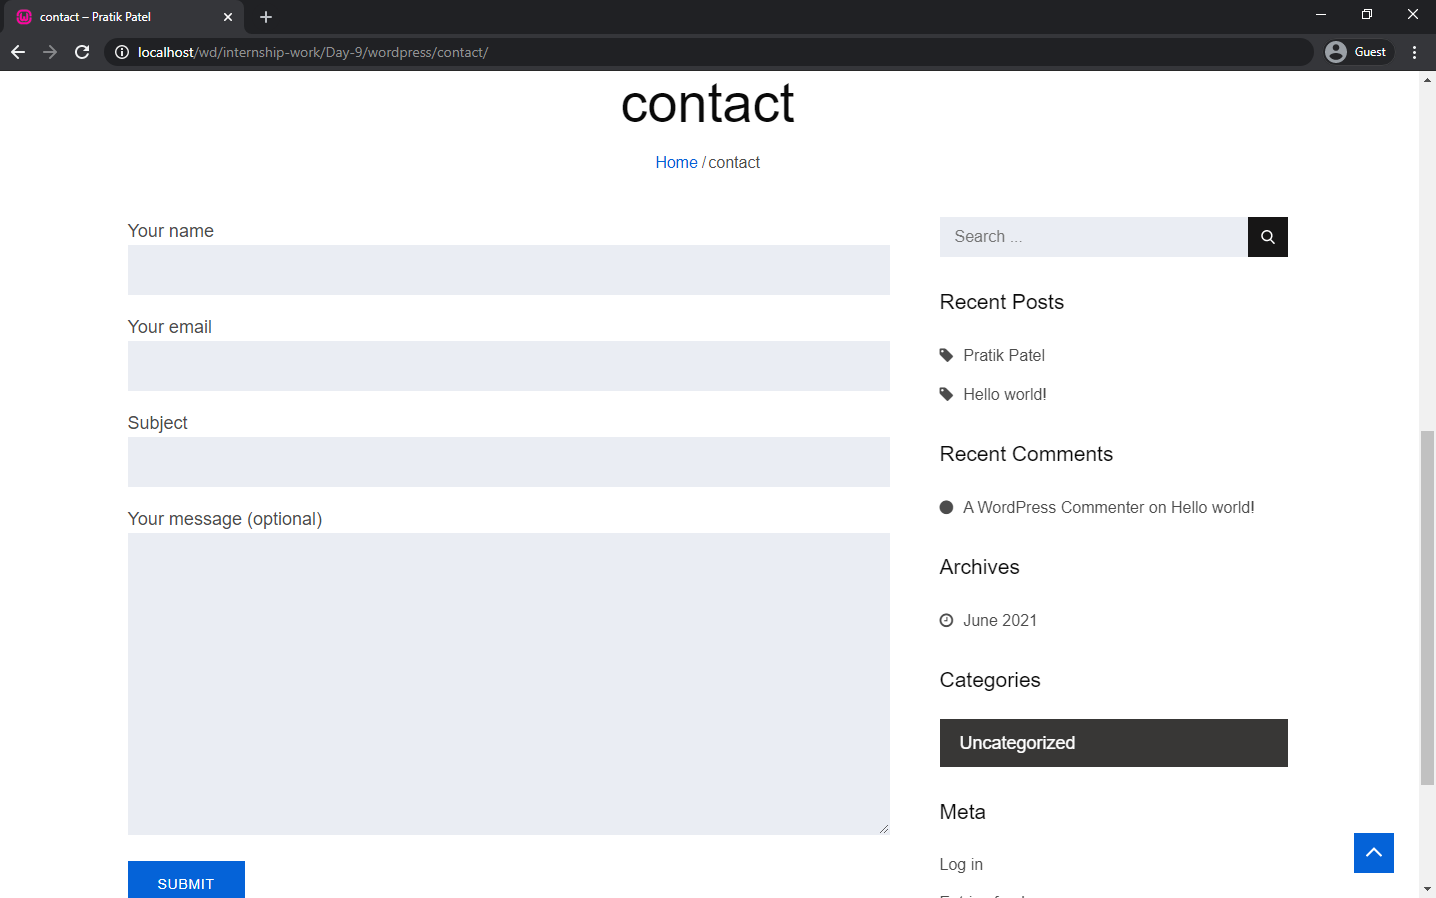 contact – Pratik Patel
localhost/wd/internship-work/Day-9/wordpress/contact/
Guest
contact
Home / contact
Your name
Your email
Subject
Your message (optional)
SUBMIT
Search ...
Recent Posts
Pratik Patel
Hello world!
Recent Comments
A WordPress Commenter on Hello world!
Archives
June 2021
Categories
Uncategorized
Meta
Log in